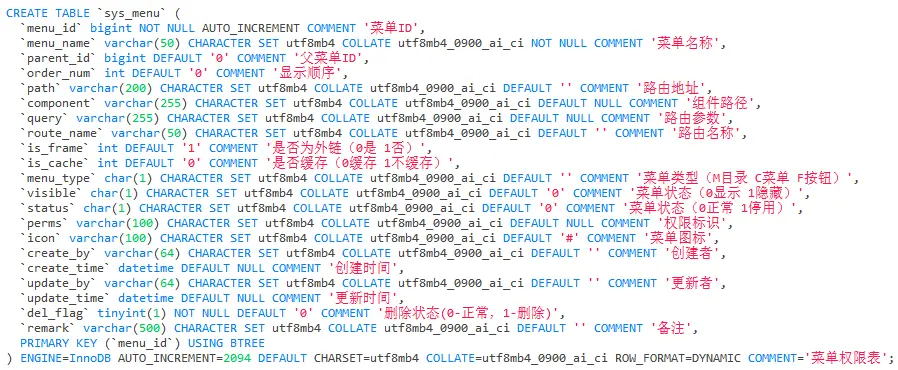 CREATE TABLE `sys_menu` (
  `menu_id` bigint NOT NULL AUTO_INCREMENT COMMENT '菜单ID',
  `menu_name` varchar(50) CHARACTER SET utf8mb4 COLLATE utf8mb4_0900_ai_ci NOT NULL COMMENT '菜单名称',
  `parent_id` bigint DEFAULT '0' COMMENT '父菜单ID',
  `order_num` int DEFAULT '0' COMMENT '显示顺序',
  `path` varchar(200) CHARACTER SET utf8mb4 COLLATE utf8mb4_0900_ai_ci DEFAULT '' COMMENT '路由地址',
  `component` varchar(255) CHARACTER SET utf8mb4 COLLATE utf8mb4_0900_ai_ci DEFAULT NULL COMMENT '组件路径',
  `query` varchar(255) CHARACTER SET utf8mb4 COLLATE utf8mb4_0900_ai_ci DEFAULT NULL COMMENT '路由参数',
  `route_name` varchar(50) CHARACTER SET utf8mb4 COLLATE utf8mb4_0900_ai_ci DEFAULT '' COMMENT '路由名称',
  `is_frame` int DEFAULT '1' COMMENT '是否为外链（0是 1否）',
  `is_cache` int DEFAULT '0' COMMENT '是否缓存（0缓存 1不缓存）',
  `menu_type` char(1) CHARACTER SET utf8mb4 COLLATE utf8mb4_0900_ai_ci DEFAULT '' COMMENT '菜单类型（M目录 C菜单 F按钮）',
  `visible` char(1) CHARACTER SET utf8mb4 COLLATE utf8mb4_0900_ai_ci DEFAULT '0' COMMENT '菜单状态（0显示 1隐藏）',
  `status` char(1) CHARACTER SET utf8mb4 COLLATE utf8mb4_0900_ai_ci DEFAULT '0' COMMENT '菜单状态（0正常 1停用）',
  `perms` varchar(100) CHARACTER SET utf8mb4 COLLATE utf8mb4_0900_ai_ci DEFAULT NULL COMMENT '权限标识',
  `icon` varchar(100) CHARACTER SET utf8mb4 COLLATE utf8mb4_0900_ai_ci DEFAULT '#' COMMENT '菜单图标',
  `create_by` varchar(64) CHARACTER SET utf8mb4 COLLATE utf8mb4_0900_ai_ci DEFAULT '' COMMENT '创建者',
  `create_time` datetime DEFAULT NULL COMMENT '创建时间',
  `update_by` varchar(64) CHARACTER SET utf8mb4 COLLATE utf8mb4_0900_ai_ci DEFAULT '' COMMENT '更新者',
  `update_time` datetime DEFAULT NULL COMMENT '更新时间',
  `del_flag` tinyint(1) NOT NULL DEFAULT '0' COMMENT '删除状态(0-正常，1-删除)',
  `remark` varchar(500) CHARACTER SET utf8mb4 COLLATE utf8mb4_0900_ai_ci DEFAULT '' COMMENT '备注',
  PRIMARY KEY (`menu_id`) USING BTREE
) ENGINE=InnoDB AUTO_INCREMENT=2094 DEFAULT CHARSET=utf8mb4 COLLATE=utf8mb4_0900_ai_ci ROW_FORMAT=DYNAMIC COMMENT='菜单权限表';